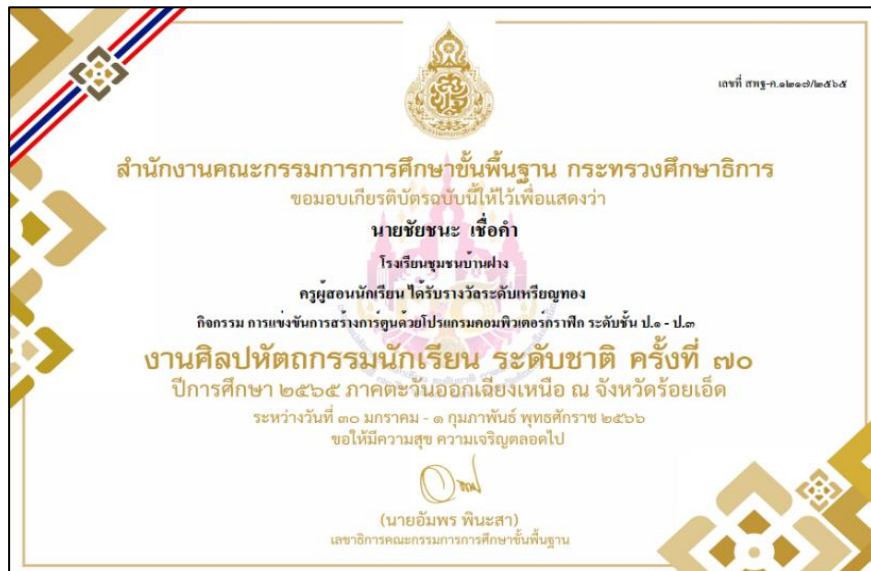 เลขที่ สพฐ-ค.๑๒๑๗/๒๕๖๕
สำนักงานคณะกรรมการการศึกษาขั้นพื้นฐาน กระทรวงศึกษาธิการ
ขอมอบเกียรติบัตรฉบับนี้ให้ไว้เพื่อแสดงว่า
นายชัยชนะ เชื่อคำ
โรงเรียนชุมชนบ้านฝาง
ครูผู้สอนนักเรียน ได้รับรางวัลระดับเหรียญทอง
กิจกรรม การแข่งขันการสร้างการ์ตูนด้วยโปรแกรมคอมพิวเตอร์กราฟิก ระดับชั้น ป.๑ - ป.๓
งานศิลปหัตถกรรมนักเรียน ระดับชาติ ครั้งที่ ๗๐
ปีการศึกษา ๒๕๖๕ ภาคตะวันออกเฉียงเหนือ ณ จังหวัดร้อยเอ็ด
ระหว่างวันที่ ๓๐ มกราคม - ๑ กุมภาพันธ์ พุทธศักราช ๒๕๖๖
ขอให้มีความสุข ความเจริญตลอดไป
(นายอัมพร พินะสา)
เลขาธิการคณะกรรมการการศึกษาขั้นพื้นฐาน